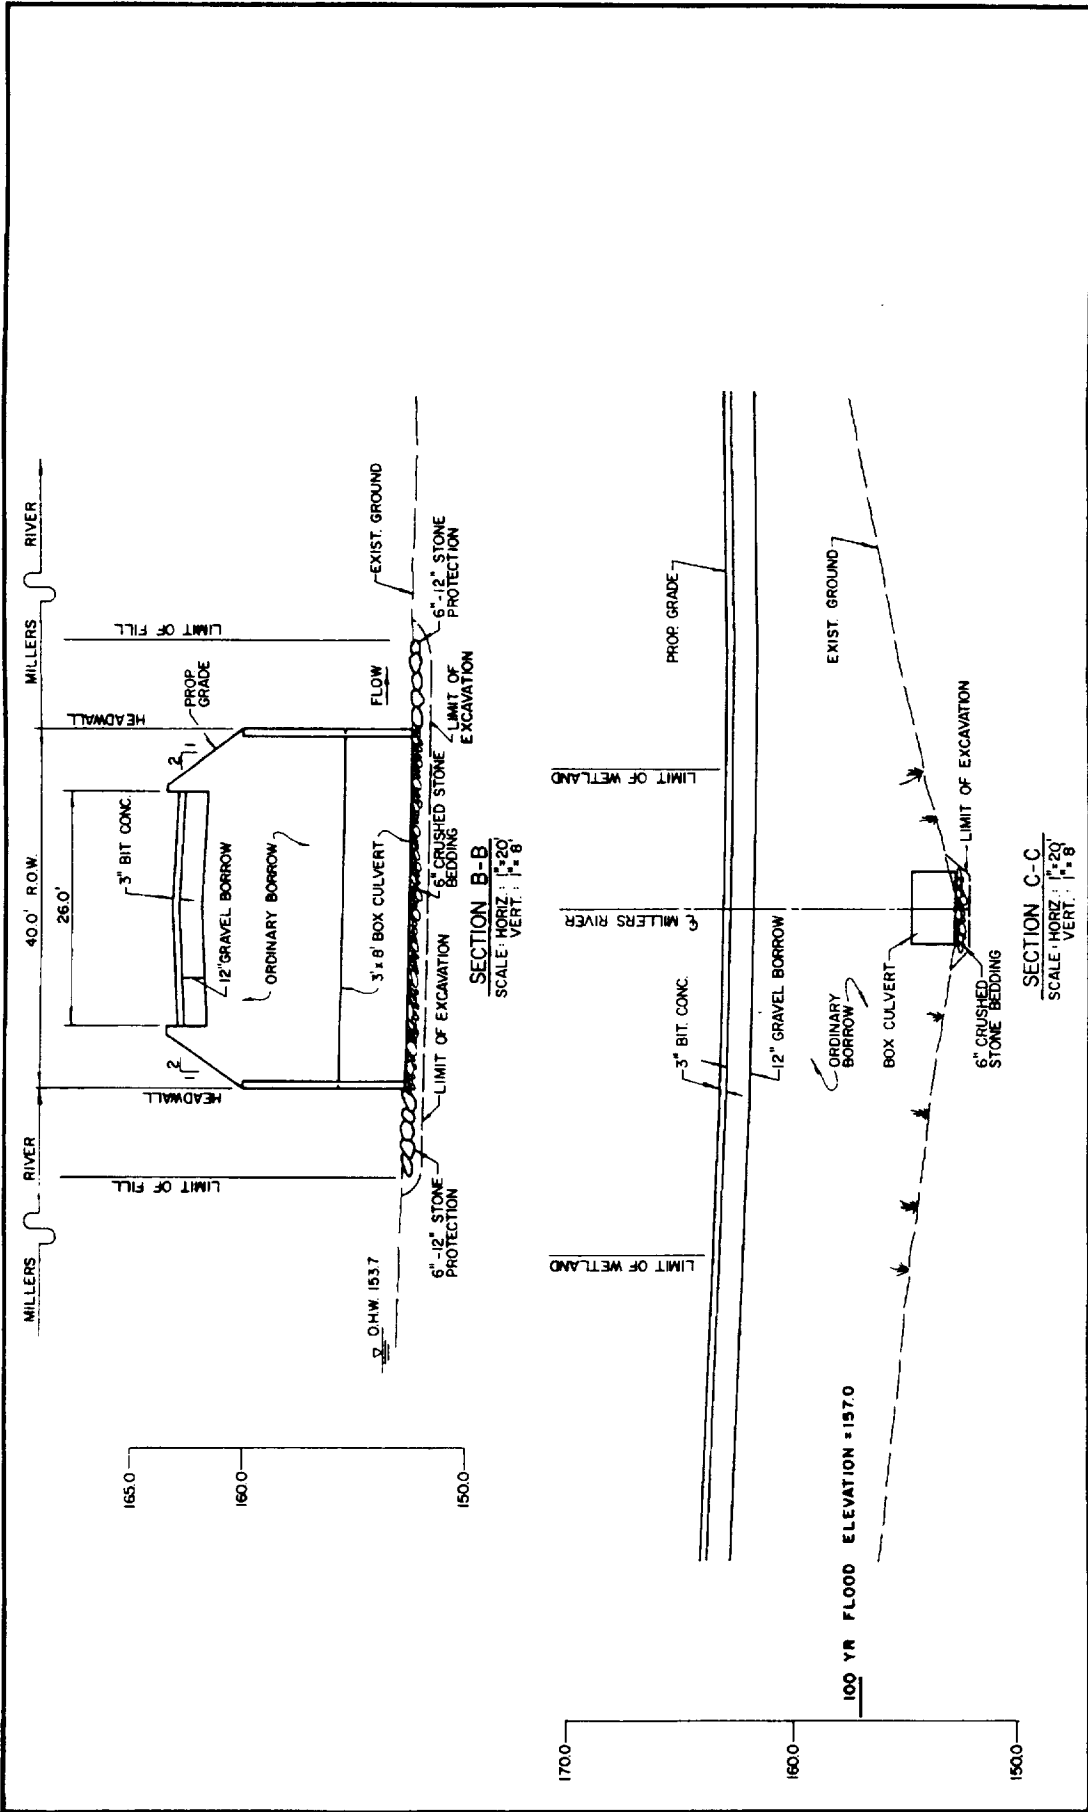 MILLERS RIVER
40.0' R.O.W.
MILLERS RIVER
26.0'
LIMIT OF FILL
HEADWALL
1
2
3" BIT CONC.
2
1
PROP.
GRADE
HEADWALL
LIMIT OF FILL
165.0
160.0
150.0
12" GRAVEL BORROW
ORDINARY BORROW
3' x 8' BOX CULVERT
FLOW
EXIST. GROUND
O.H.W. 153.7
6"-12" STONE
PROTECTION
LIMIT OF EXCAVATION
6" CRUSHED STONE
BEDDING
LIMIT OF
EXCAVATION
6"-12" STONE
PROTECTION
SECTION B-B
SCALE: HORIZ.: 1"=20'
VERT.: 1"= 8'
170.0
160.0
150.0
100 YR FLOOD ELEVATION = 157.0
LIMIT OF WETLAND
℄ MILLERS RIVER
LIMIT OF WETLAND
3" BIT. CONC.
PROP. GRADE
12" GRAVEL BORROW
ORDINARY
BORROW
BOX CULVERT
EXIST. GROUND
6" CRUSHED
STONE BEDDING
LIMIT OF EXCAVATION
SECTION C-C
SCALE: HORIZ.: 1"=20'
VERT.: 1"= 8'